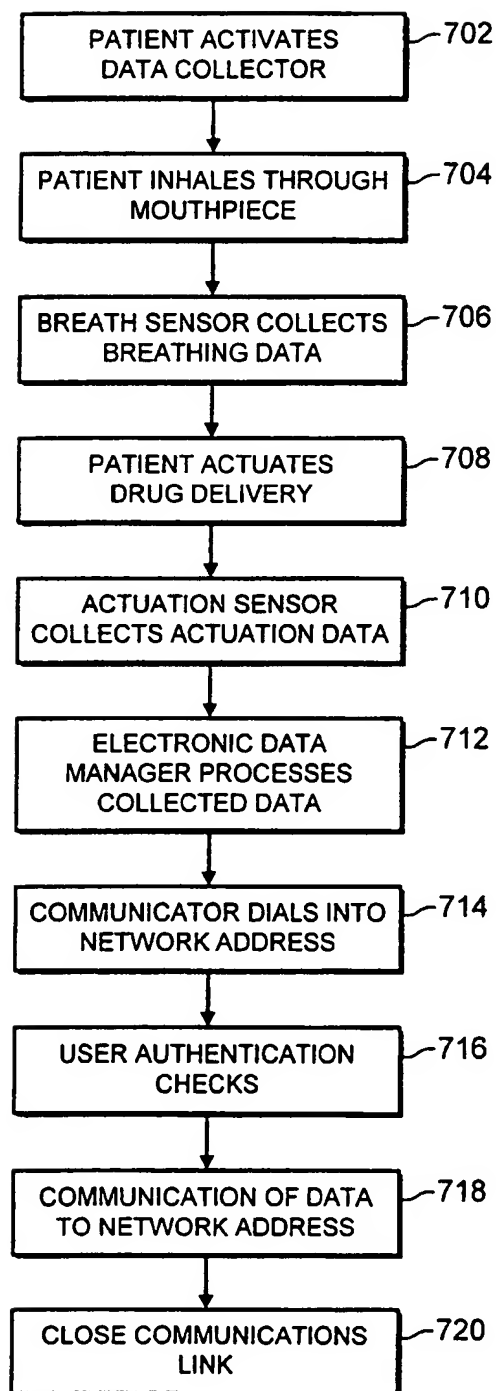 PATIENT ACTIVATES
DATA COLLECTOR
702
PATIENT INHALES THROUGH
MOUTHPIECE
704
BREATH SENSOR COLLECTS
BREATHING DATA
706
PATIENT ACTUATES
DRUG DELIVERY
708
ACTUATION SENSOR
COLLECTS ACTUATION DATA
710
ELECTRONIC DATA
MANAGER PROCESSES
COLLECTED DATA
712
COMMUNICATOR DIALS INTO
NETWORK ADDRESS
714
USER AUTHENTICATION
CHECKS
716
COMMUNICATION OF DATA
TO NETWORK ADDRESS
718
CLOSE COMMUNICATIONS
LINK
720